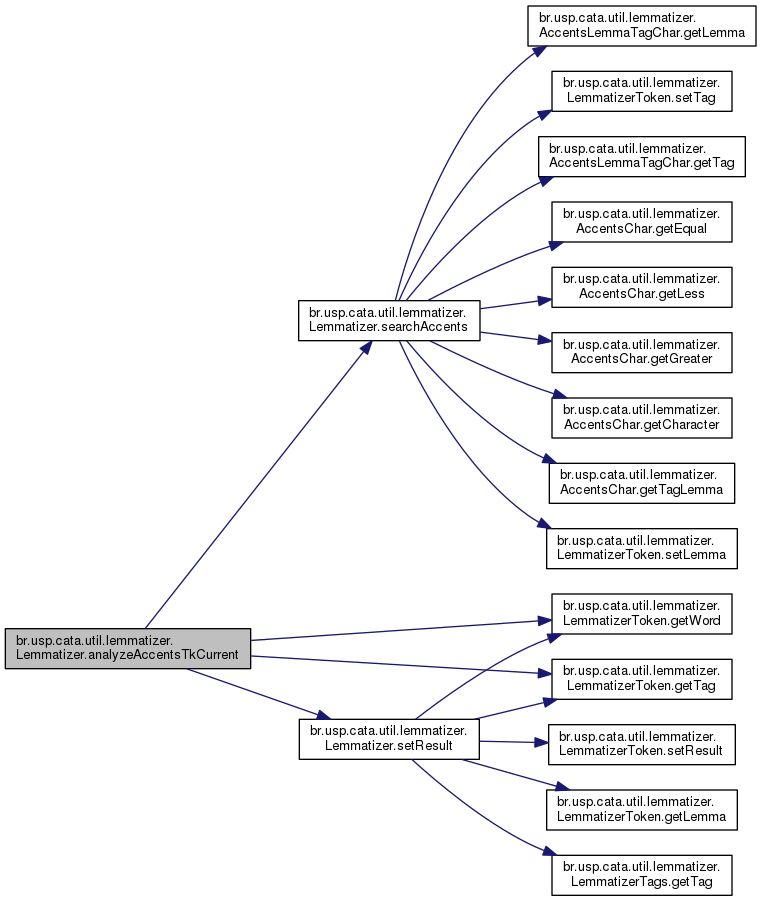 br.usp.cata.util.lemmatizer.
AccentsLemmaTagChar.getLemma
br.usp.cata.util.lemmatizer.
LemmatizerToken.setTag
br.usp.cata.util.lemmatizer.
AccentsLemmaTagChar.getTag
br.usp.cata.util.lemmatizer.
AccentsChar.getEqual
br.usp.cata.util.lemmatizer.
AccentsChar.getLess
br.usp.cata.util.lemmatizer.
Lemmatizer.searchAccents
br.usp.cata.util.lemmatizer.
AccentsChar.getGreater
br.usp.cata.util.lemmatizer.
AccentsChar.getCharacter
br.usp.cata.util.lemmatizer.
AccentsChar.getTagLemma
br.usp.cata.util.lemmatizer.
LemmatizerToken.setLemma
br.usp.cata.util.lemmatizer.
Lemmatizer.analyzeAccentsTkCurrent
br.usp.cata.util.lemmatizer.
LemmatizerToken.getWord
br.usp.cata.util.lemmatizer.
LemmatizerToken.getTag
br.usp.cata.util.lemmatizer.
Lemmatizer.setResult
br.usp.cata.util.lemmatizer.
LemmatizerToken.setResult
br.usp.cata.util.lemmatizer.
LemmatizerToken.getLemma
br.usp.cata.util.lemmatizer.
LemmatizerTags.getTag